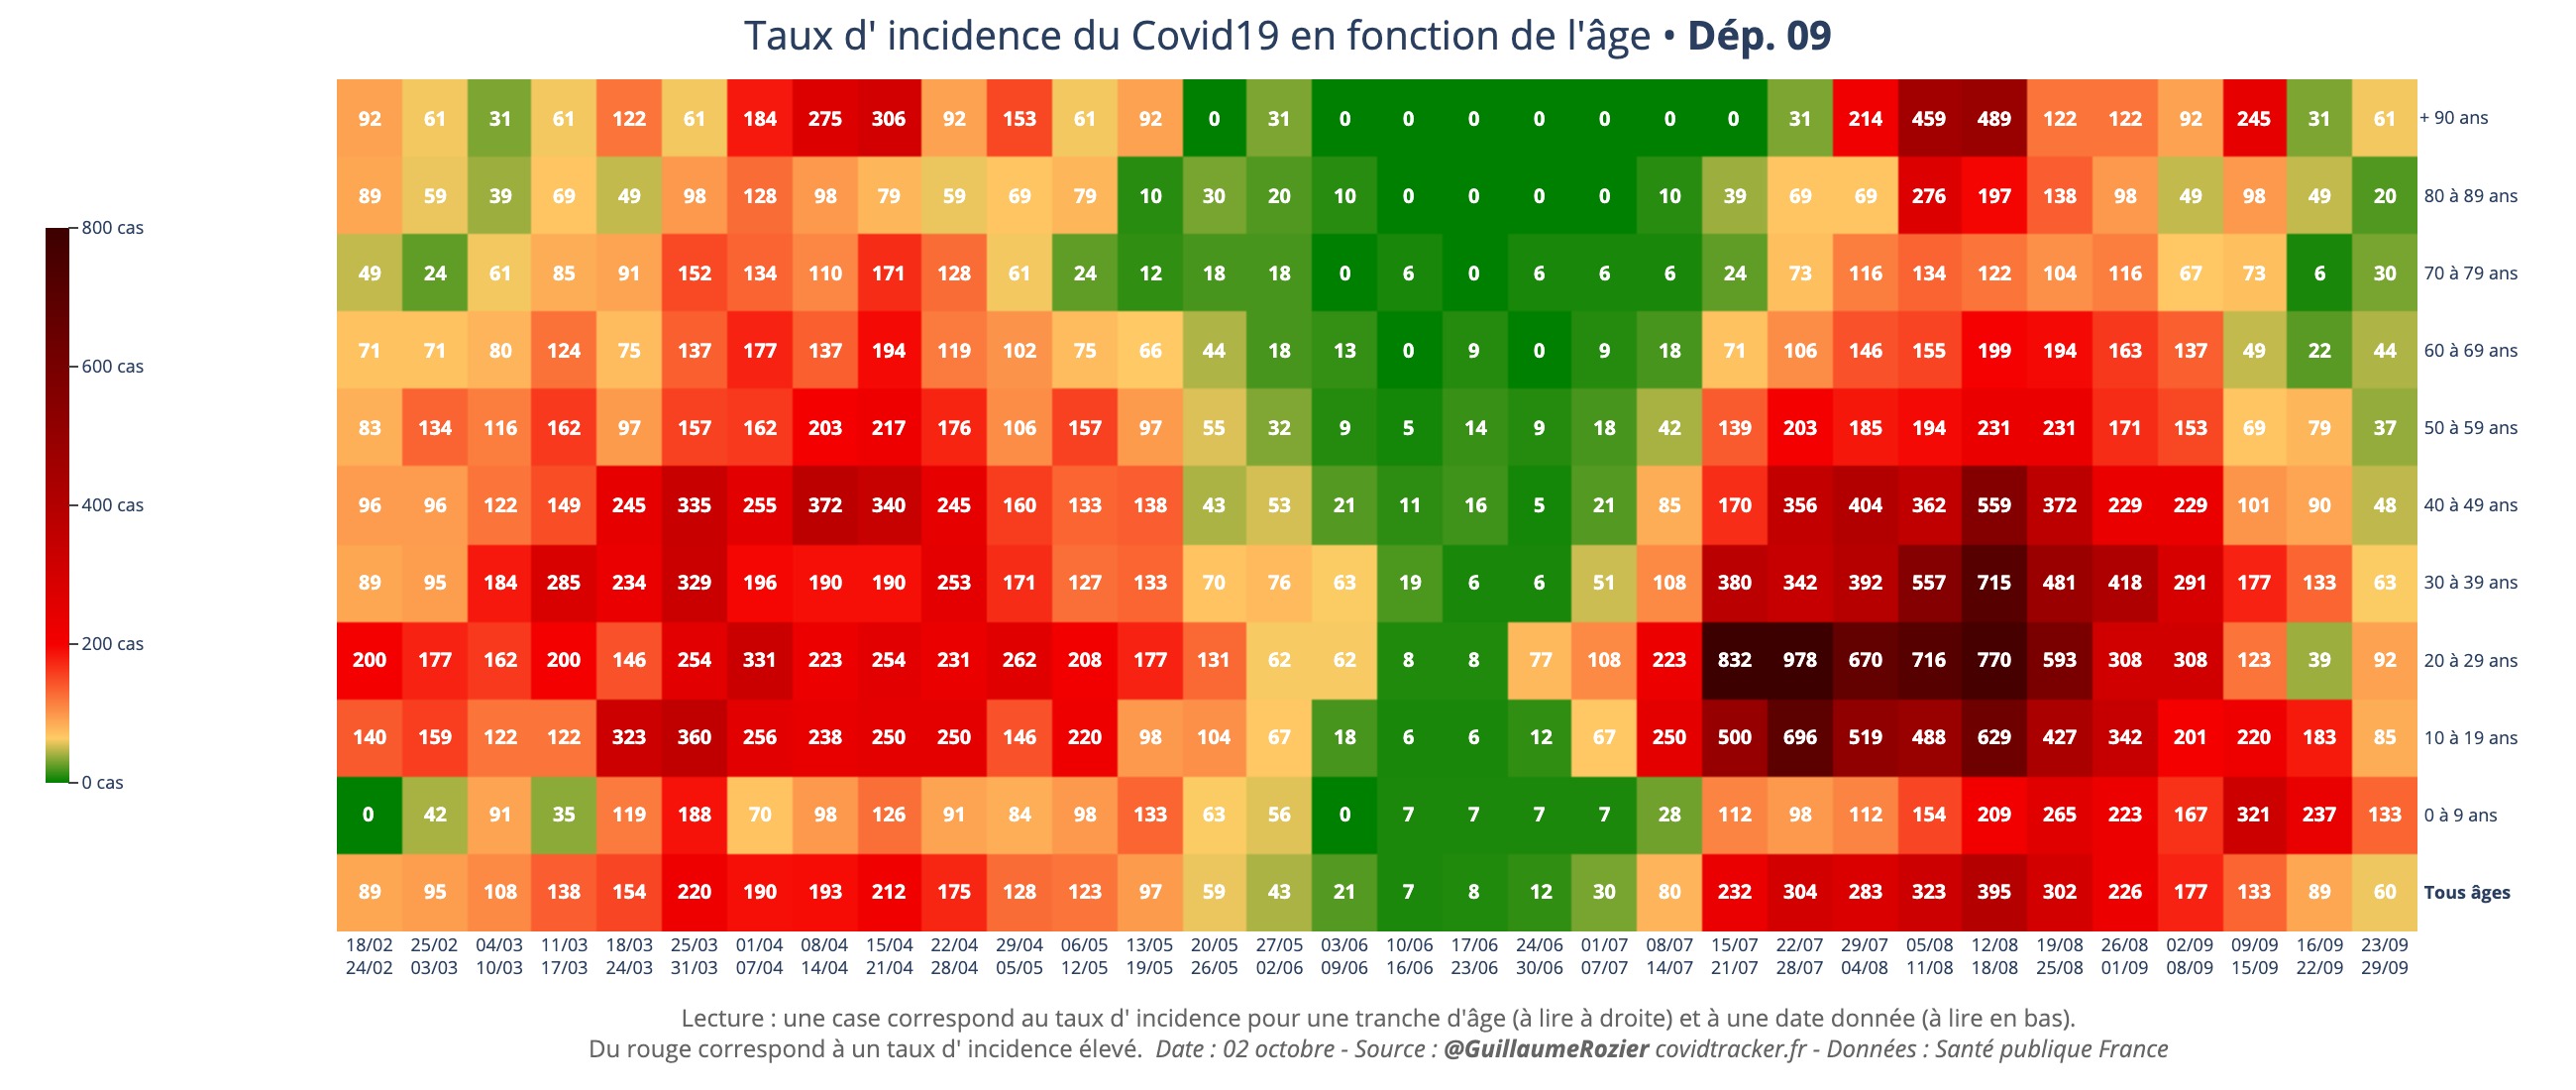 Taux d' incidence du Covid19 en fonction de l'âge • Dép. 09
800 cas
600 cas
400 cas
200 cas
0 cas
92 61 31 61 122 61 184 275 306 92 153 61 92 0 31 0 0 0 0 0 0 0 31 214 459 489 122 122 92 245 31 61 + 90 ans
89 59 39 69 49 98 128 98 79 59 69 79 10 30 20 10 0 0 0 0 10 39 69 69 276 197 138 98 49 98 49 20 80 à 89 ans
49 24 61 85 91 152 134 110 171 128 61 24 12 18 18 0 6 0 6 6 6 24 73 116 134 122 104 116 67 73 6 30 70 à 79 ans
71 71 80 124 75 137 177 137 194 119 102 75 66 44 18 13 0 9 0 9 18 71 106 146 155 199 194 163 137 49 22 44 60 à 69 ans
83 134 116 162 97 157 162 203 217 176 106 157 97 55 32 9 5 14 9 18 42 139 203 185 194 231 231 171 153 69 79 37 50 à 59 ans
96 96 122 149 245 335 255 372 340 245 160 133 138 43 53 21 11 16 5 21 85 170 356 404 362 559 372 229 229 101 90 48 40 à 49 ans
89 95 184 285 234 329 196 190 190 253 171 127 133 70 76 63 19 6 6 51 108 380 342 392 557 715 481 418 291 177 133 63 30 à 39 ans
200 177 162 200 146 254 331 223 254 231 262 208 177 131 62 62 8 8 77 108 223 832 978 670 716 770 593 308 308 123 39 92 20 à 29 ans
140 159 122 122 323 360 256 238 250 250 146 220 98 104 67 18 6 6 12 67 250 500 696 519 488 629 427 342 201 220 183 85 10 à 19 ans
0 42 91 35 119 188 70 98 126 91 84 98 133 63 56 0 7 7 7 7 28 112 98 112 154 209 265 223 167 321 237 133 0 à 9 ans
89 95 108 138 154 220 190 193 212 175 128 123 97 59 43 21 7 8 12 30 80 232 304 283 323 395 302 226 177 133 89 60 Tous âges
18/02 25/02 04/03 11/03 18/03 25/03 01/04 08/04 15/04 22/04 29/04 06/05 13/05 20/05 27/05 03/06 10/06 17/06 24/06 01/07 08/07 15/07 22/07 29/07 05/08 12/08 19/08 26/08 02/09 09/09 16/09 23/09
24/02 03/03 10/03 17/03 24/03 31/03 07/04 14/04 21/04 28/04 05/05 12/05 19/05 26/05 02/06 09/06 16/06 23/06 30/06 07/07 14/07 21/07 28/07 04/08 11/08 18/08 25/08 01/09 08/09 15/09 22/09 29/09
Lecture : une case correspond au taux d' incidence pour une tranche d'âge (à lire à droite) et à une date donnée (à lire en bas).
Du rouge correspond à un taux d' incidence élevé. Date : 02 octobre - Source : @GuillaumeRozier covidtracker.fr - Données : Santé publique France